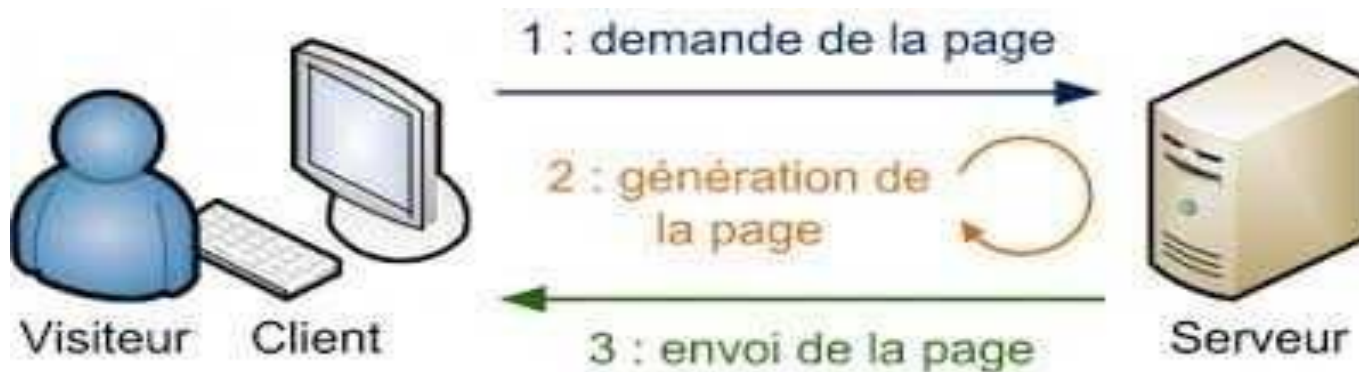 1 : demande de la page
2 : génération de
la page
3 : envoi de la page
Visiteur
Client
Serveur